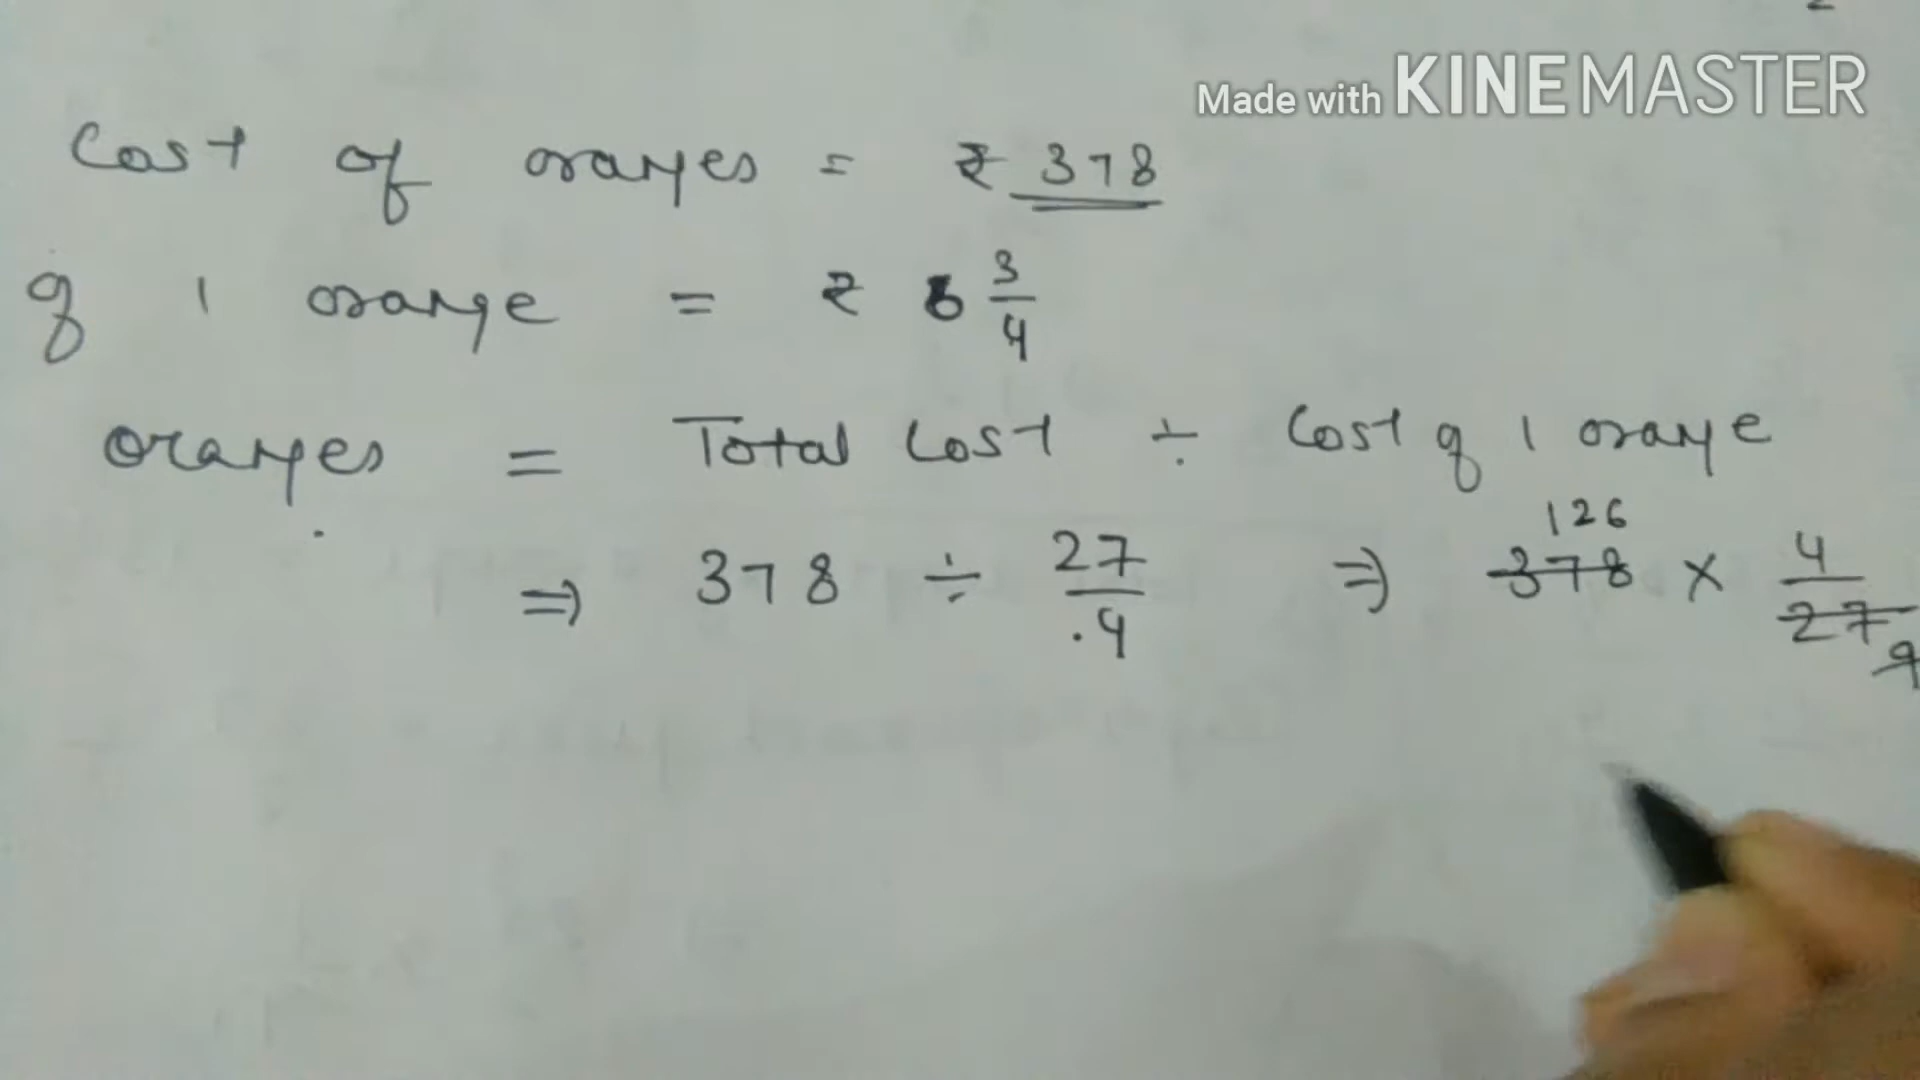 Made with KINEMASTER
Cost of oranges = ₹ 378
of 1 orange = ₹ 6 3/4
oranges = Total Cost ÷ Cost of 1 orange
⇒ 378 ÷ 27/4 ⇒ 378 × 4/27
126
9